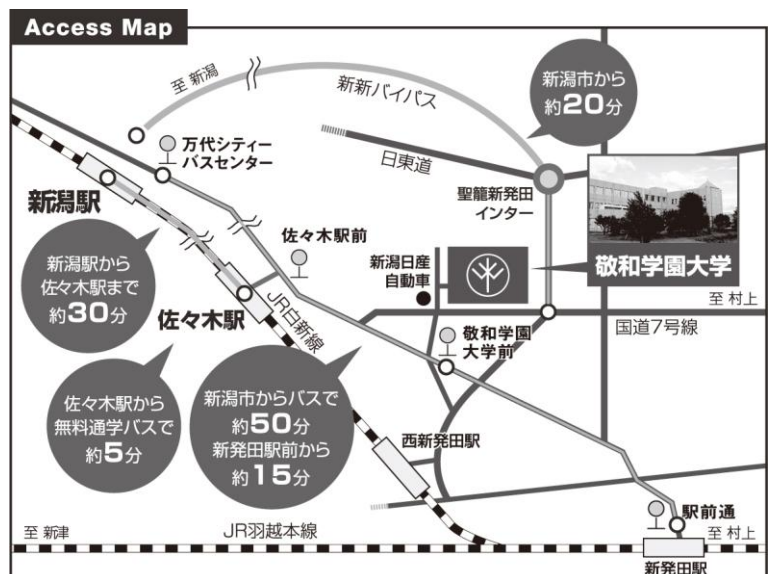 Access Map
至 新潟
新新バイパス
新潟市から
約20分
万代シティー
バスセンター
日東道
新潟駅
聖籠新発田
インター
佐々木駅前
敬和学園大学
新潟駅から
佐々木駅まで
約30分
新潟日産
自動車
佐々木駅
JR白新線
至 村上
国道7号線
敬和学園
大学前
佐々木駅から
無料通学バスで
約5分
新潟市からバスで
約50分
新発田駅前から
約15分
西新発田駅
駅前通
至 新津
JR羽越本線
至 村上
新発田駅